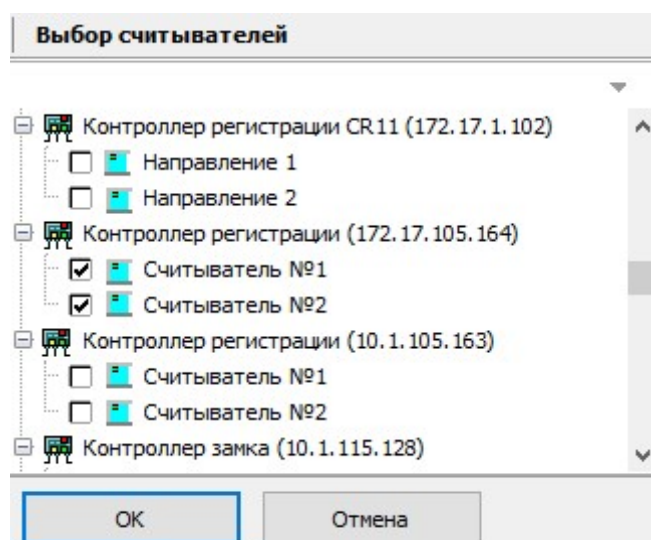 Выбор считывателей
Контроллер регистрации CR11 (172.17.1.102)
Направление 1
Направление 2
Контроллер регистрации (172.17.105.164)
Считыватель №1
Считыватель №2
Контроллер регистрации (10.1.105.163)
Считыватель №1
Считыватель №2
Контроллер замка (10.1.115.128)
ОК Отмена